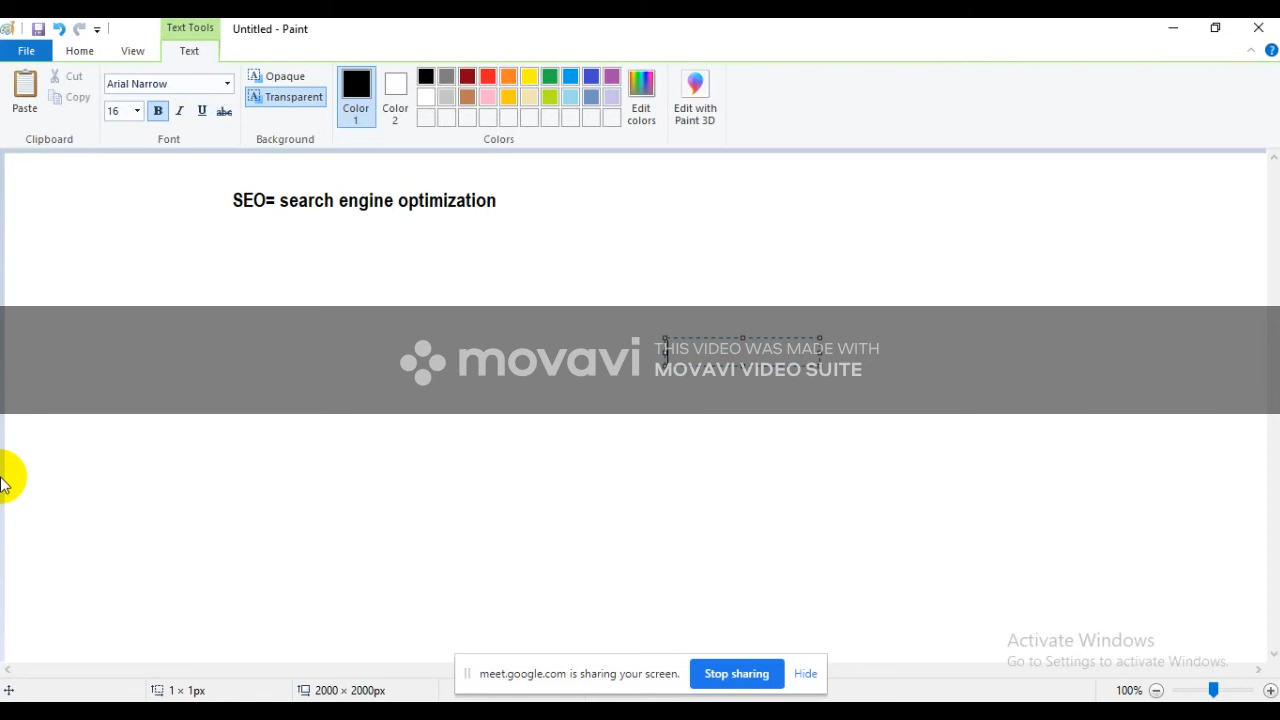 Text Tools
Untitled - Paint
File
Home
View
Text
Paste
Cut
Copy
Clipboard
Arial Narrow
16
B
I
U
abc
Font
Opaque
Transparent
Background
Color
1
Color
2
Edit
colors
Colors
Edit with
Paint 3D
SEO= search engine optimization
movavi
THIS VIDEO WAS MADE WITH
MOVAVI VIDEO SUITE
Activate Windows
Go to Settings to activate Windows.
meet.google.com is sharing your screen.
Stop sharing
Hide
1 × 1px
2000 × 2000px
100%